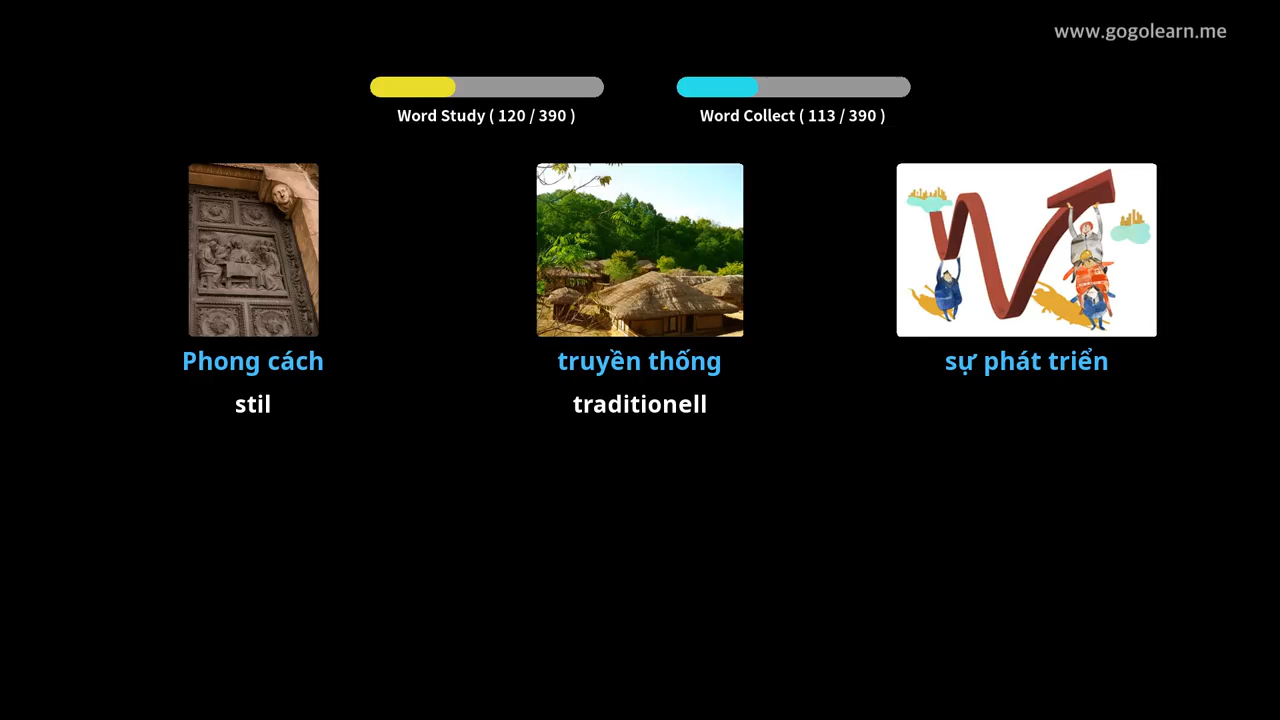 www.gogolearn.me
Word Study ( 120 / 390 )
Word Collect ( 113 / 390 )
Phong cách
truyền thống
sự phát triển
stil
traditionell